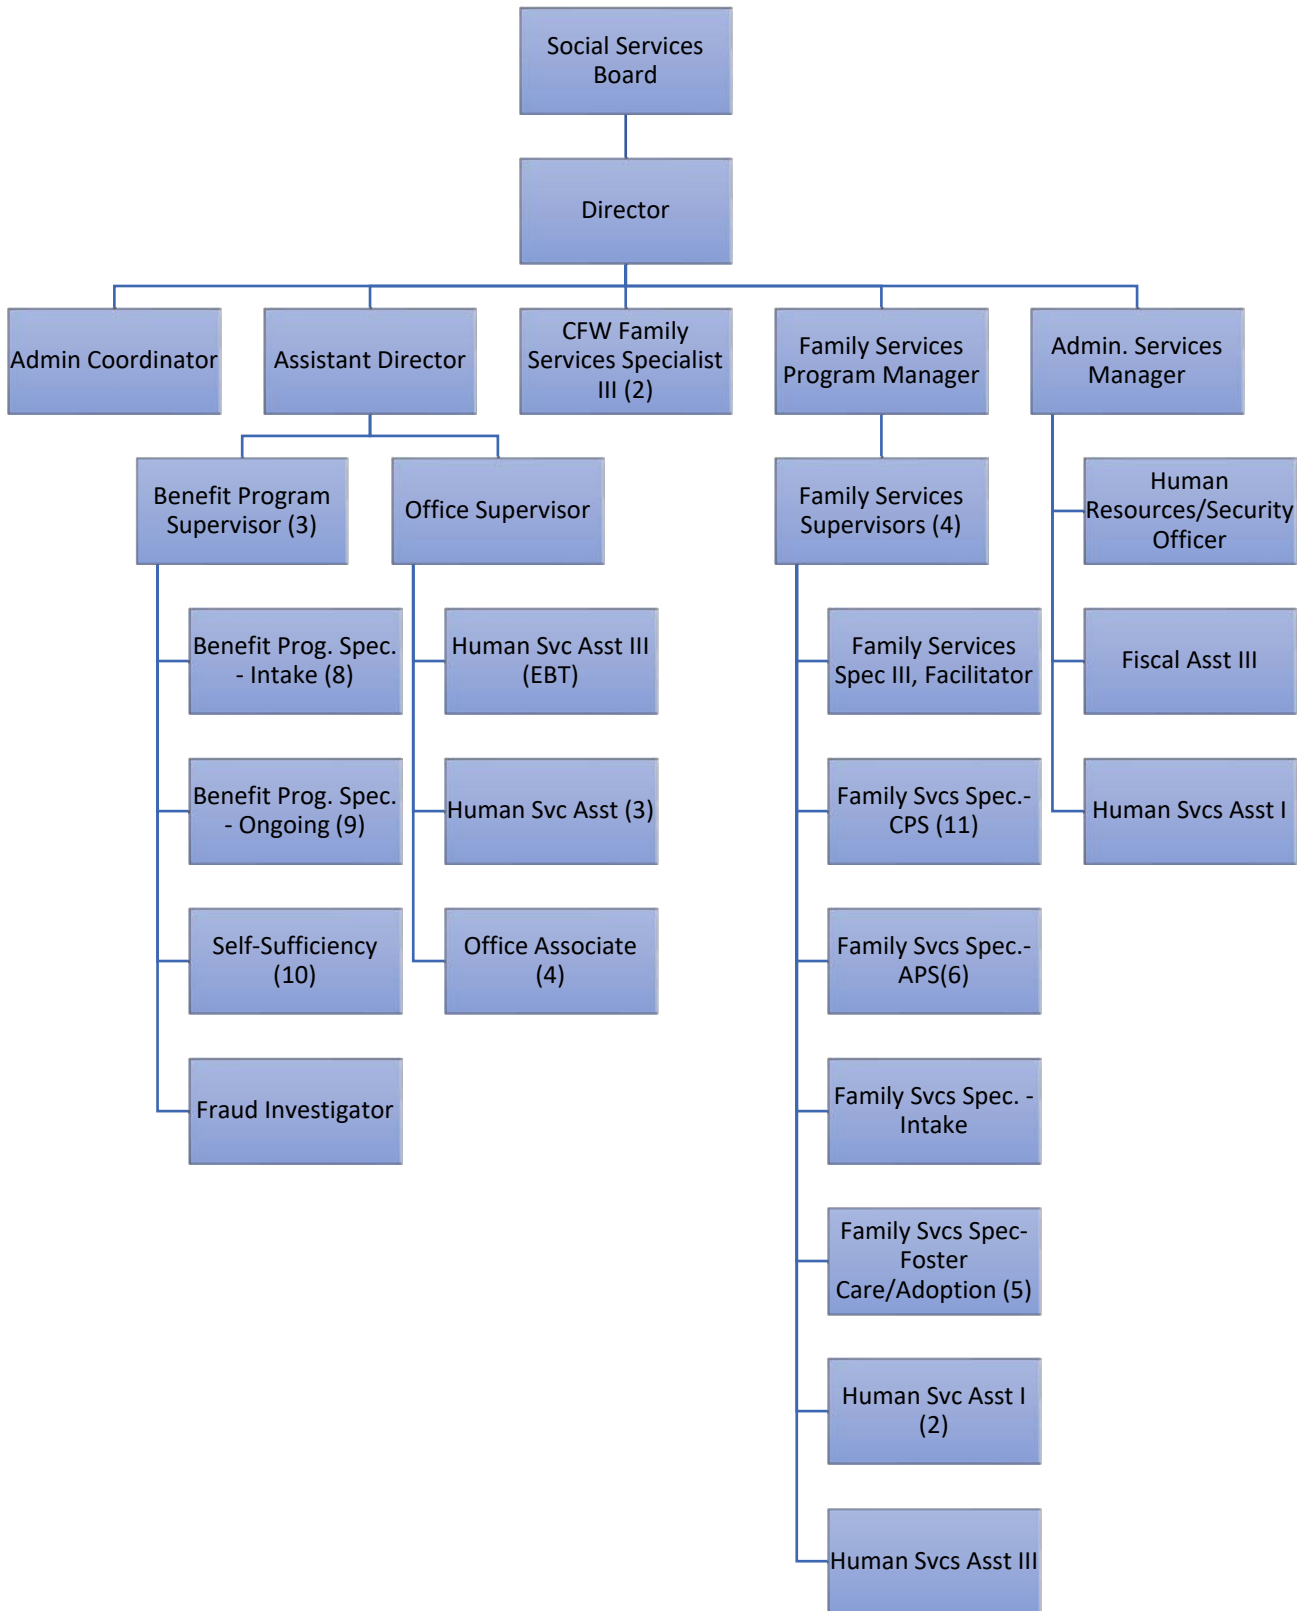 Social Services
Board
Director
Admin Coordinator
Assistant Director
CFW Family
Services Specialist
III (2)
Family Services
Program Manager
Admin. Services
Manager
Benefit Program
Supervisor (3)
Office Supervisor
Family Services
Supervisors (4)
Human
Resources/Security
Officer
Benefit Prog. Spec.
- Intake (8)
Human Svc Asst III
(EBT)
Family Services
Spec III, Facilitator
Fiscal Asst III
Benefit Prog. Spec.
- Ongoing (9)
Human Svc Asst (3)
Family Svcs Spec.-
CPS (11)
Human Svcs Asst I
Self-Sufficiency
(10)
Office Associate
(4)
Family Svcs Spec.-
APS(6)
Fraud Investigator
Family Svcs Spec. -
Intake
Family Svcs Spec-
Foster
Care/Adoption (5)
Human Svc Asst I
(2)
Human Svcs Asst III